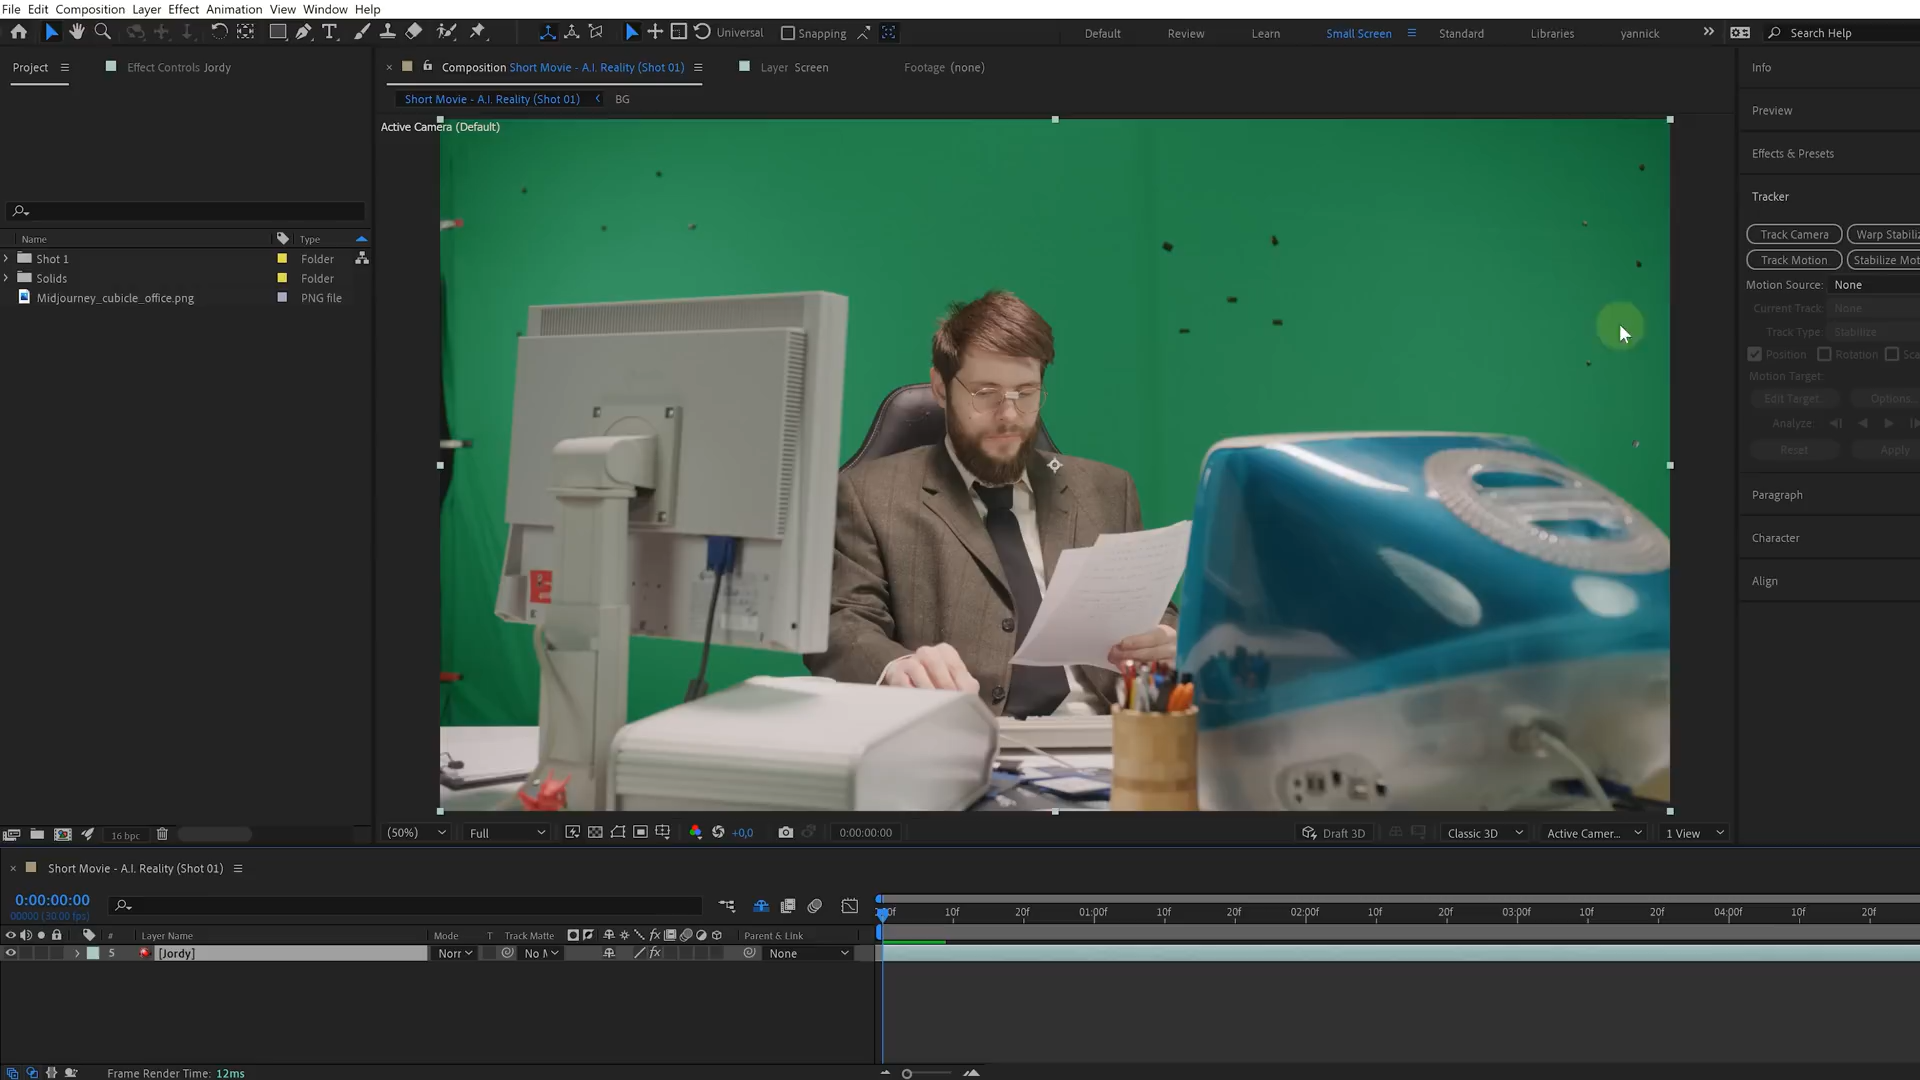 File Edit Composition Layer Effect Animation View Window Help
Universal Snapping Default Review Learn Small Screen Standard Libraries yannick Search Help
Project Effect Controls Jordy Composition Short Movie - A.I. Reality (Shot 01) Layer Screen Footage (none) Info
Short Movie - A.I. Reality (Shot 01) BG
Active Camera (Default)
Preview
Effects & Presets
Tracker
Track Camera Warp Stabiliz
Track Motion Stabilize Mot
Motion Source: None
Current Track: None
Track Type: Stabilize
Position Rotation Sca
Motion Target:
Edit Target... Options...
Analyze
Reset Apply
Paragraph
Character
Align
Name Type
Shot 1 Folder
Solids Folder
Midjourney_cubicle_office.png PNG file
16 bpc (50%) Full +0,0 0:00:00:00 Draft 3D Classic 3D Active Camer... 1 View
Short Movie - A.I. Reality (Shot 01)
0:00:00:00
00000 (30.00 fps)
10f 20f 01:00f 10f 20f 02:00f 10f 20f 03:00f 10f 20f 04:00f 10f 20f
# Layer Name Mode T Track Matte fx Parent & Link
5 [Jordy] Norr No M fx None
Frame Render Time: 12ms